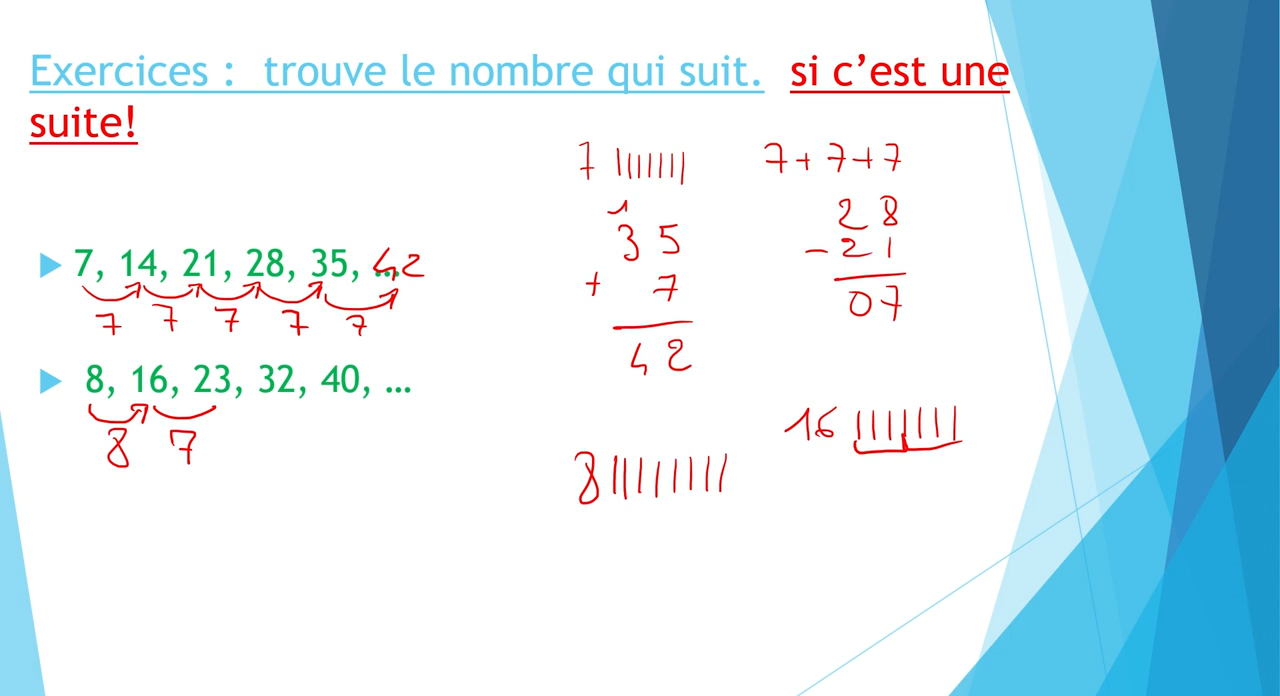 Exercices : trouve le nombre qui suit. si c’est une
suite!
7, 14, 21, 28, 35, ... 42
7 7 7 7 7
8, 16, 23, 32, 40, ...
8 7
7 |||||||
1
35
+ 7
42
7+7+7
28
- 21
07
8 ||||||||
16 |||||||